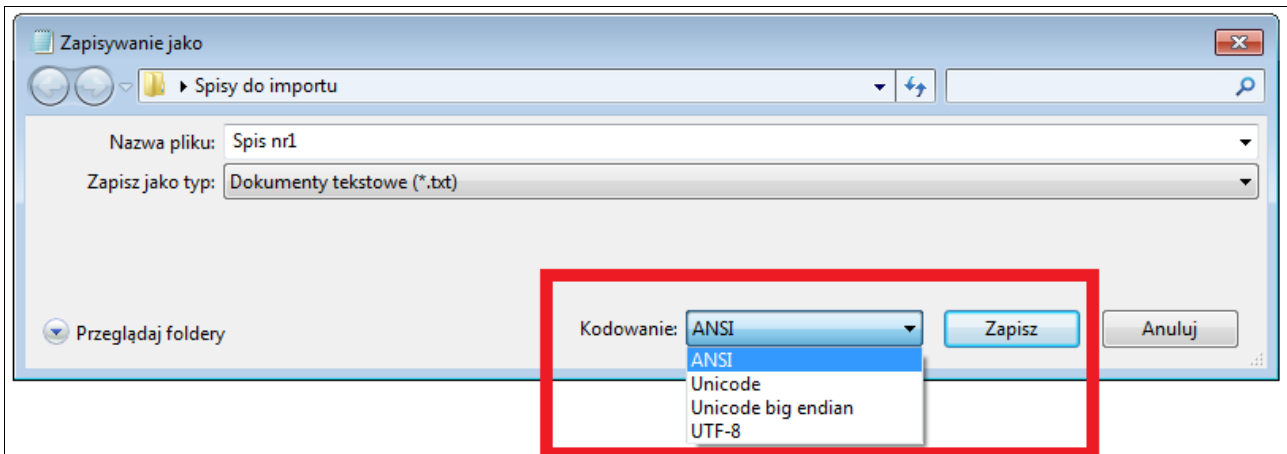 Zapisywanie jako
Spisy do importu
Nazwa pliku: Spis nr1
Zapisz jako typ: Dokumenty tekstowe (*.txt)
Przeglądaj foldery Kodowanie: ANSI Zapisz Anuluj
ANSI
Unicode
Unicode big endian
UTF-8